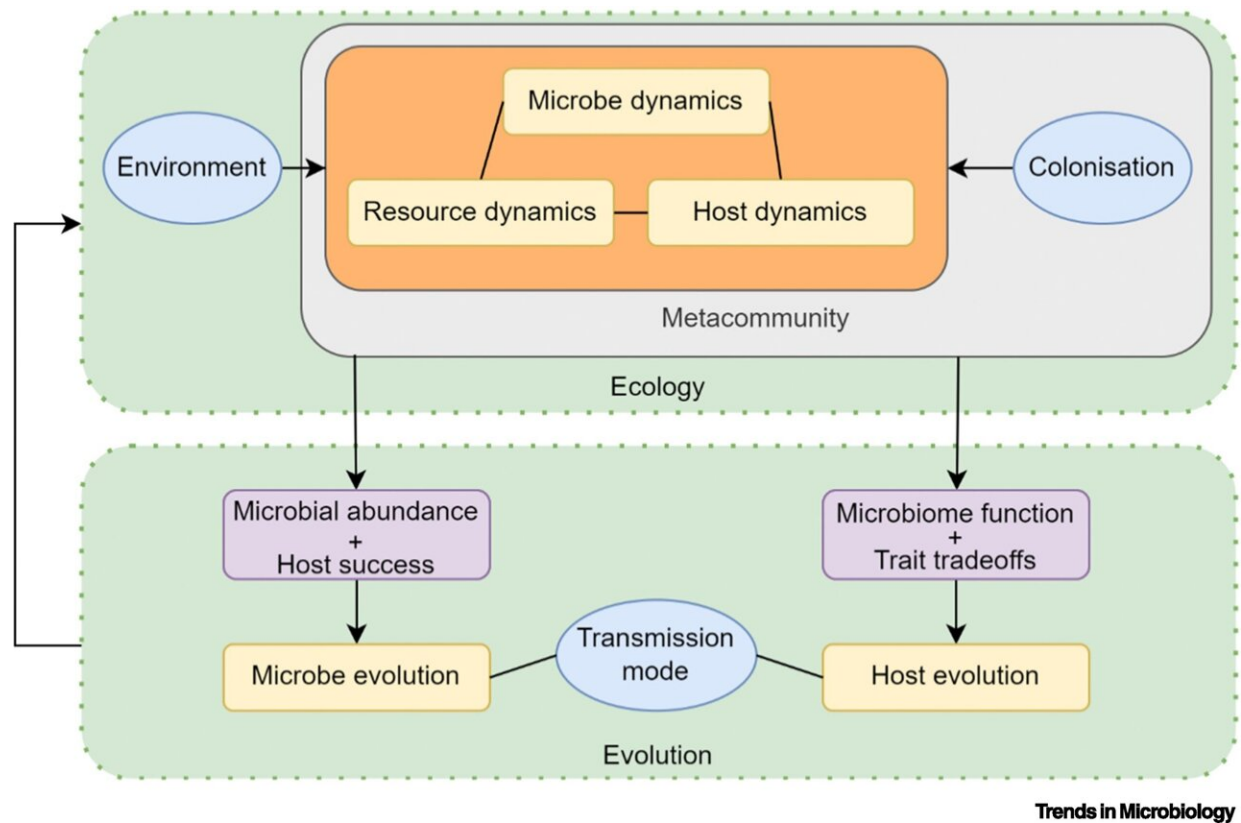 Microbe dynamics
Environment
Colonisation
Resource dynamics
Host dynamics
Metacommunity
Ecology
Microbial abundance
+
Host success
Microbiome function
+
Trait tradeoffs
Transmission
mode
Microbe evolution
Host evolution
Evolution
Trends in Microbiology